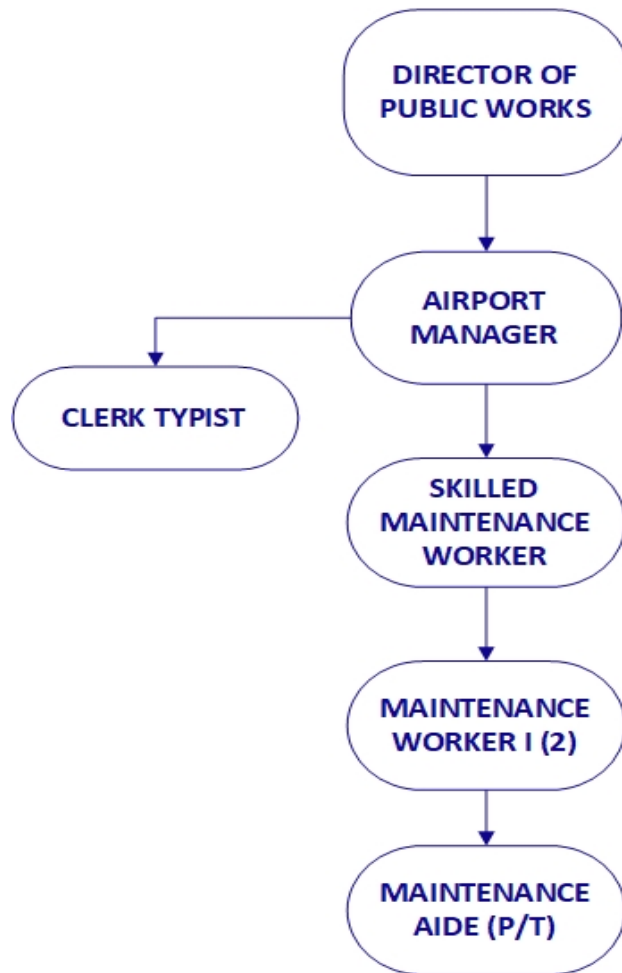 DIRECTOR OF
PUBLIC WORKS
AIRPORT
MANAGER
CLERK TYPIST
SKILLED
MAINTENANCE
WORKER
MAINTENANCE
WORKER I (2)
MAINTENANCE
AIDE (P/T)